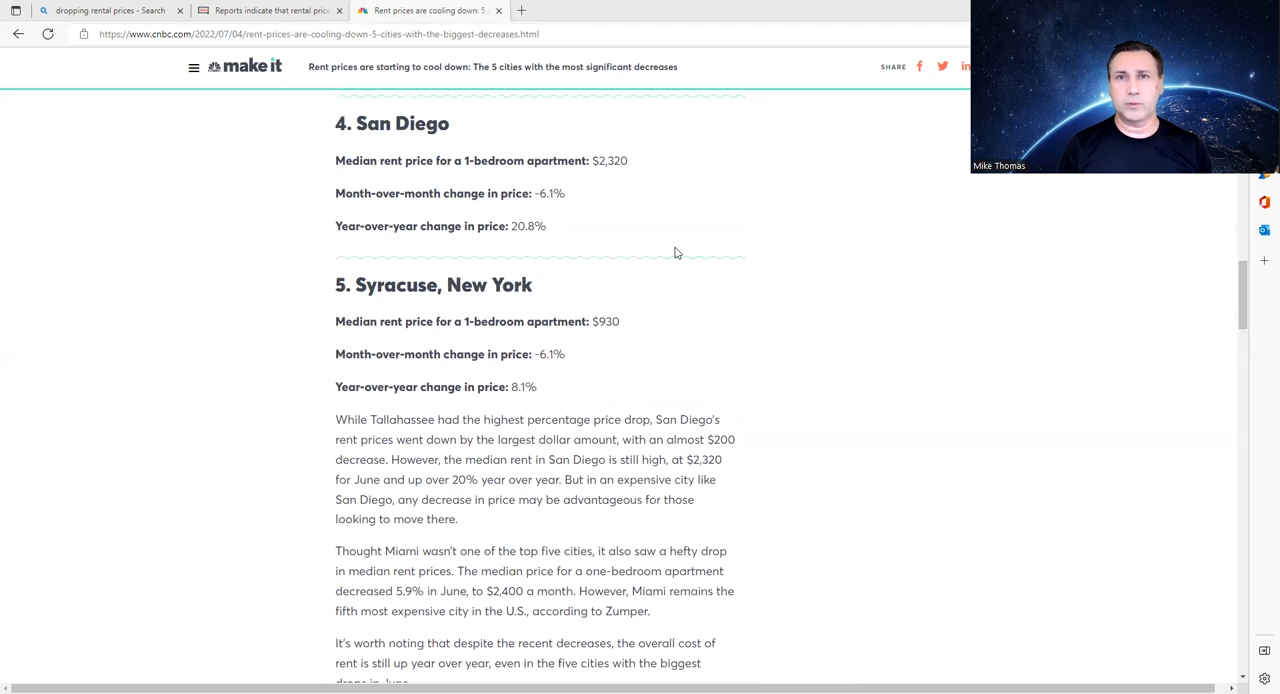 dropping rental prices - Search
Reports indicate that rental price
Rent prices are cooling down: 5
https://www.cnbc.com/2022/07/04/rent-prices-are-cooling-down-5-cities-with-the-biggest-decreases.html
make it
Rent prices are starting to cool down: The 5 cities with the most significant decreases
SHARE
Mike Thomas
4. San Diego
Median rent price for a 1-bedroom apartment: $2,320
Month-over-month change in price: -6.1%
Year-over-year change in price: 20.8%
5. Syracuse, New York
Median rent price for a 1-bedroom apartment: $930
Month-over-month change in price: -6.1%
Year-over-year change in price: 8.1%
While Tallahassee had the highest percentage price drop, San Diego's
rent prices went down by the largest dollar amount, with an almost $200
decrease. However, the median rent in San Diego is still high, at $2,320
for June and up over 20% year over year. But in an expensive city like
San Diego, any decrease in price may be advantageous for those
looking to move there.
Thought Miami wasn't one of the top five cities, it also saw a hefty drop
in median rent prices. The median price for a one-bedroom apartment
decreased 5.9% in June, to $2,400 a month. However, Miami remains the
fifth most expensive city in the U.S., according to Zumper.
It's worth noting that despite the recent decreases, the overall cost of
rent is still up year over year, even in the five cities with the biggest
drops in June.